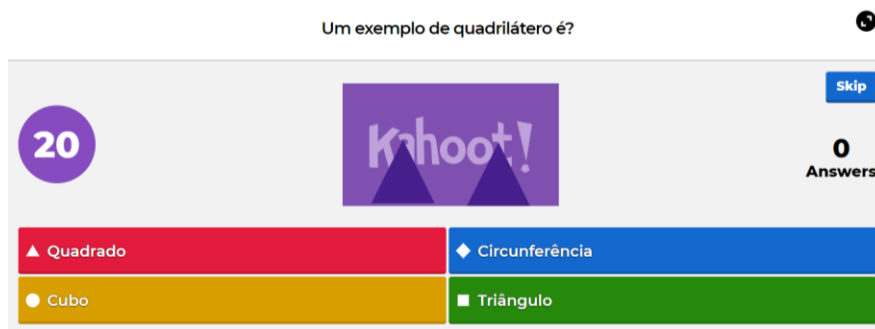 Um exemplo de quadrilátero é?
Skip
20
Kahoot!
0
Answers
Quadrado
Circunferência
Cubo
Triângulo